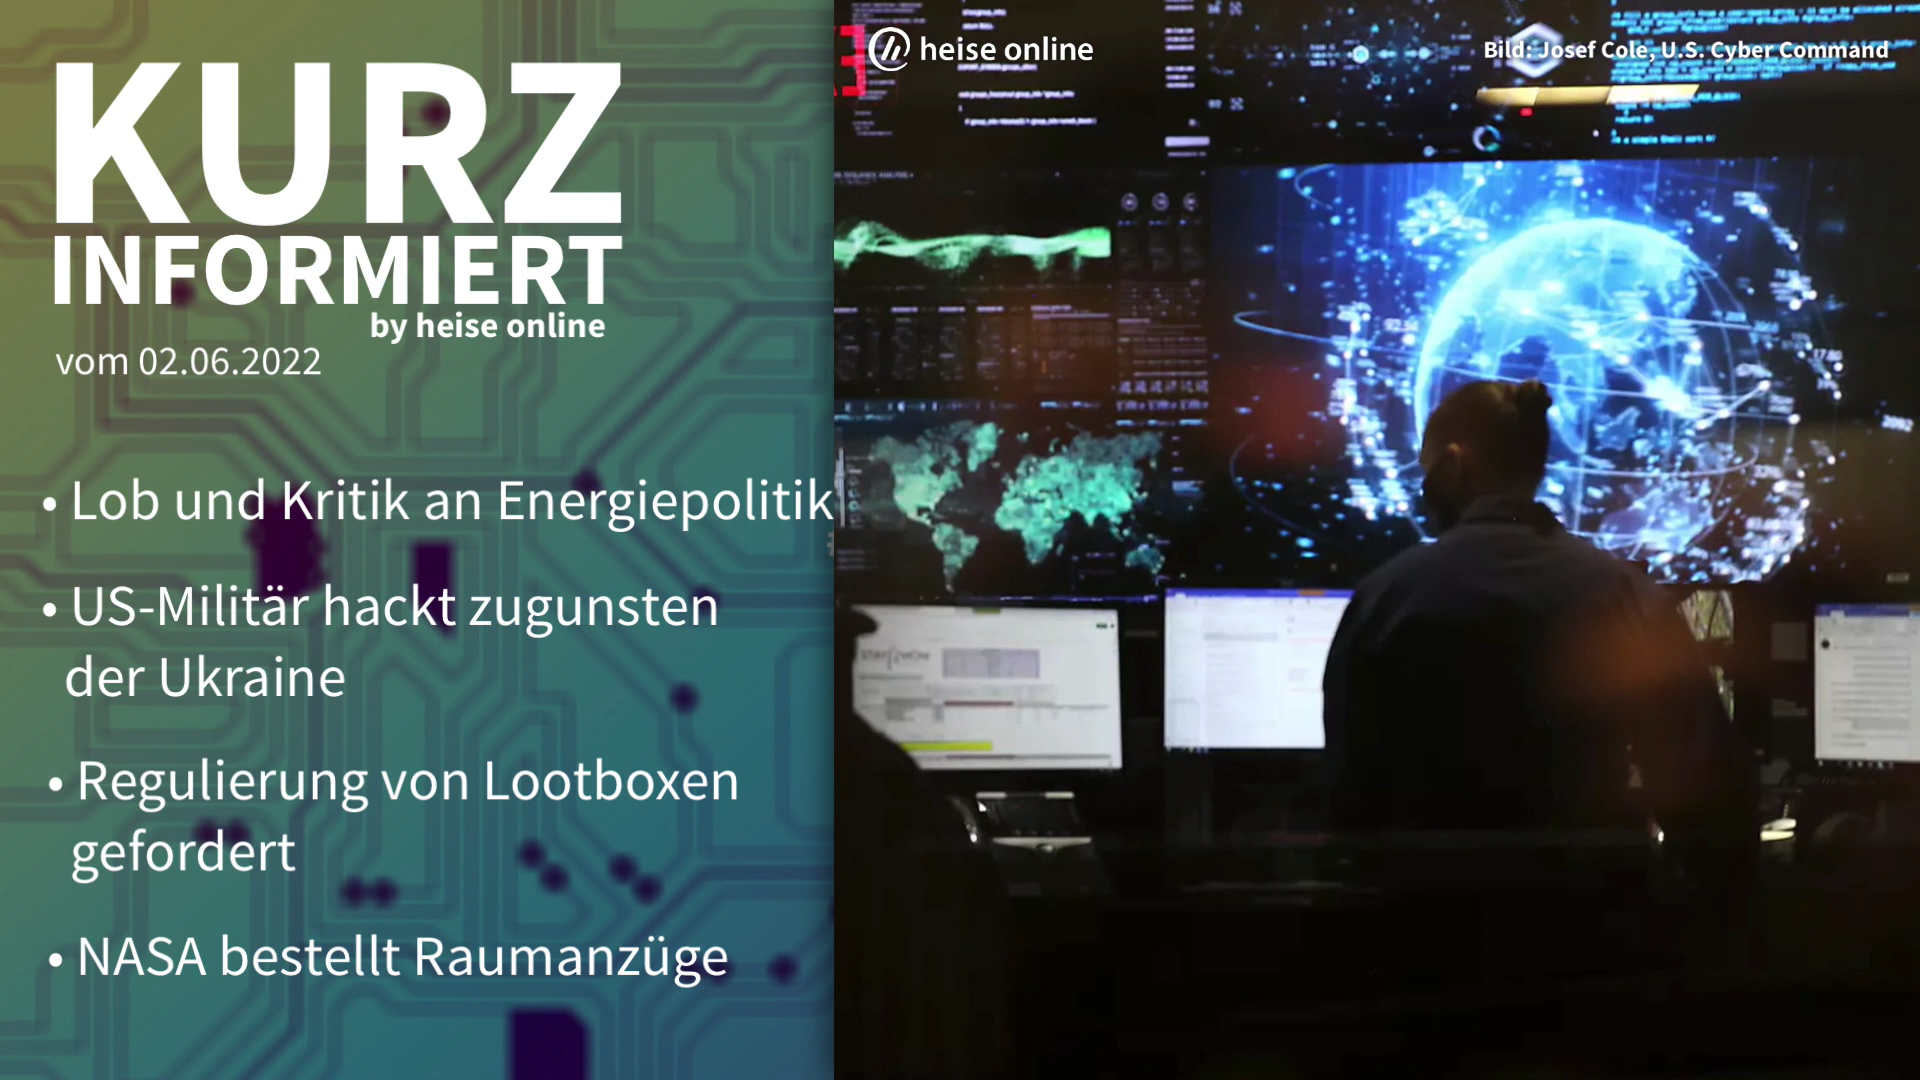 KURZ
INFORMIERT
by heise online
vom 02.06.2022
• Lob und Kritik an Energiepolitik
• US-Militär hackt zugunsten
der Ukraine
• Regulierung von Lootboxen
gefordert
• NASA bestellt Raumanzüge
heise online
Bild: Josef Cole, U.S. Cyber Command